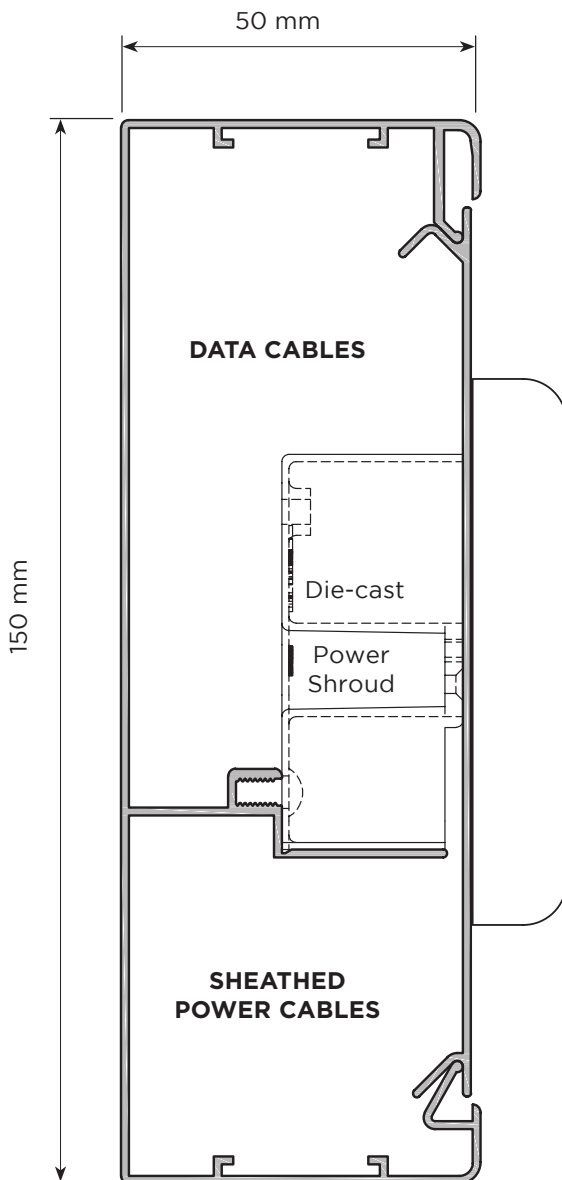 50 mm
DATA CABLES
150 mm
Die-cast
Power
Shroud
SHEATHED
POWER CABLES